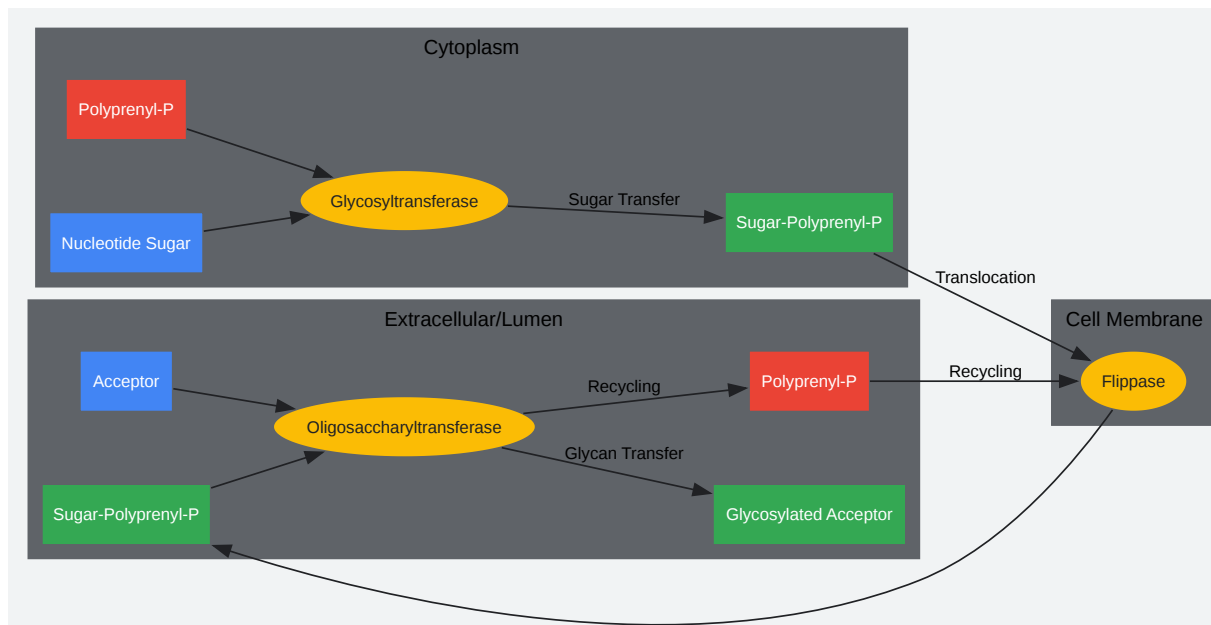 Cytoplasm
Polyprenyl-P
Glycosyltransferase
Sugar Transfer
Nucleotide Sugar
Sugar-Polyprenyl-P
Translocation
Extracellular/Lumen
Cell Membrane
Acceptor
Recycling
Polyprenyl-P
Recycling
Flippase
Oligosaccharyltransferase
Glycan Transfer
Sugar-Polyprenyl-P
Glycosylated Acceptor